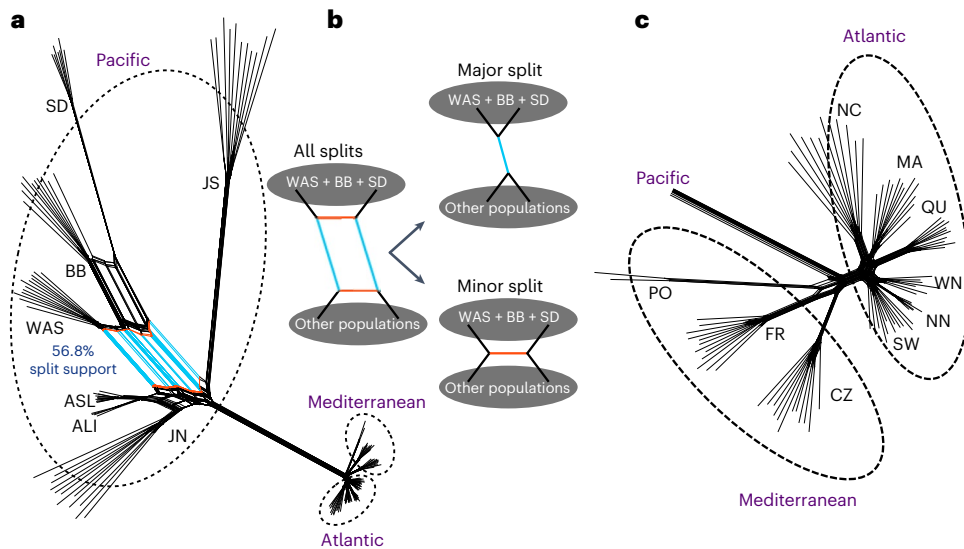 a
Pacific
SD
JS
BB
WAS
56.8%
split support
ASL
ALI
JN
Mediterranean
Atlantic
b
All splits
WAS + BB + SD
Other populations
Major split
WAS + BB + SD
Other populations
Minor split
WAS + BB + SD
Other populations
c
Atlantic
NC
MA
Pacific
QU
PO
WN
FR
NN
SW
CZ
Mediterranean